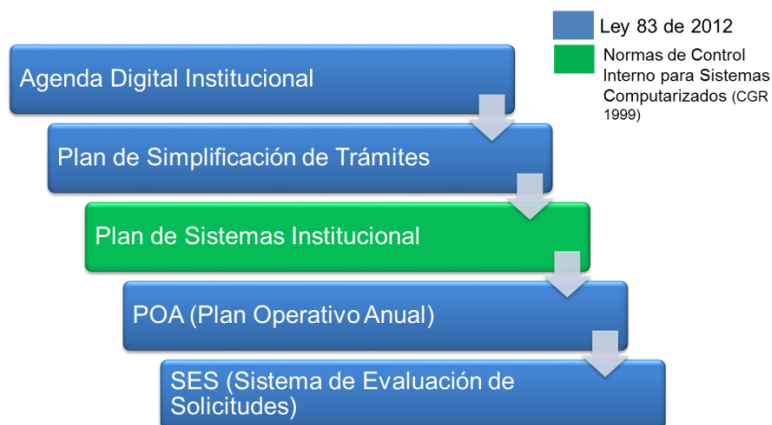 Ley 83 de 2012
Normas de Control
Interno para Sistemas
Computarizados (CGR
1999)
Agenda Digital Institucional
Plan de Simplificación de Trámites
Plan de Sistemas Institucional
POA (Plan Operativo Anual)
SES (Sistema de Evaluación de
Solicitudes)